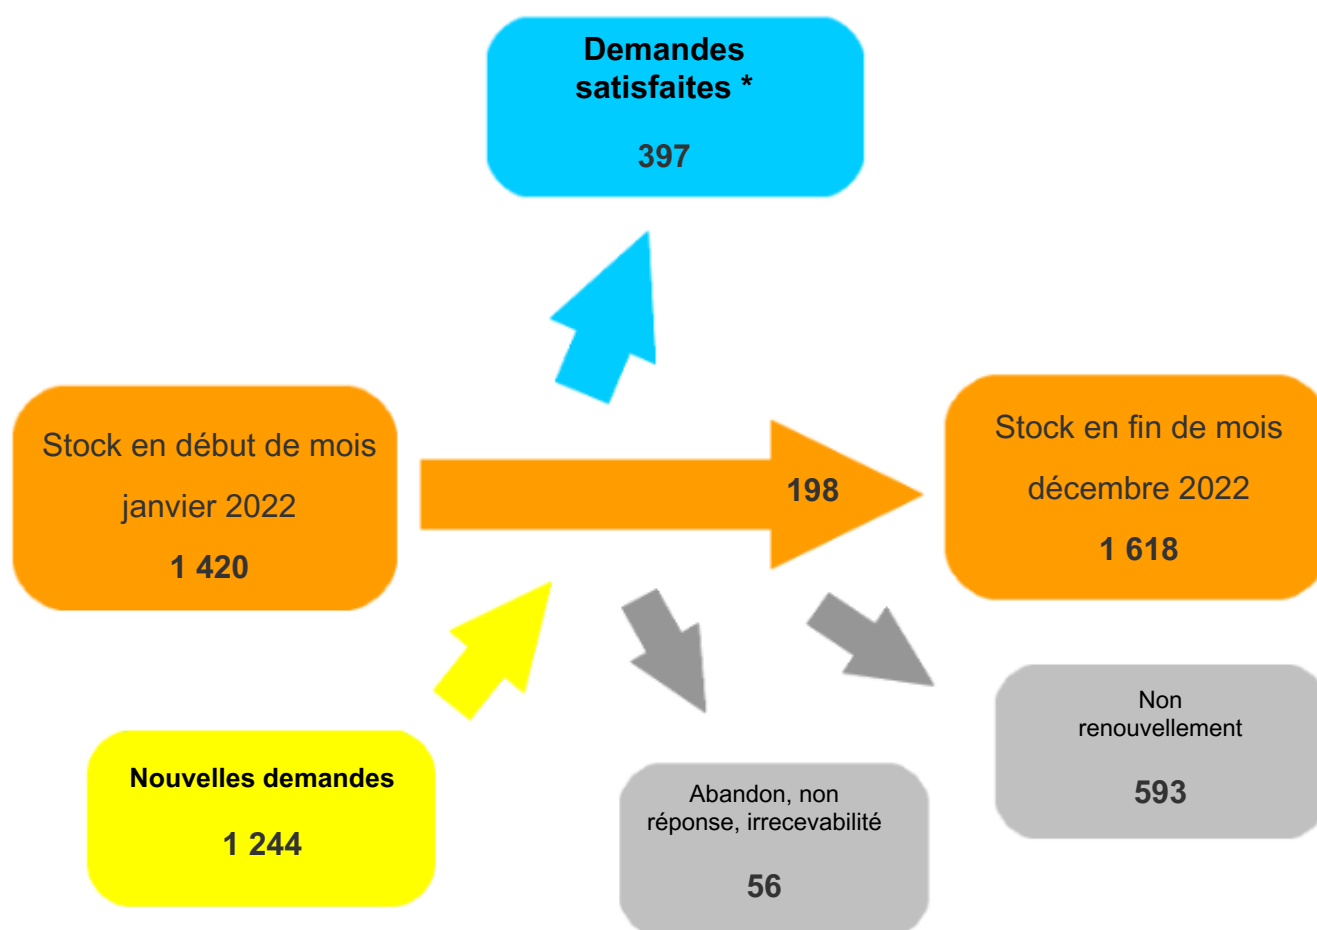 Demandes
satisfaites *
397
Stock en début de mois
janvier 2022
1 420
198
Stock en fin de mois
décembre 2022
1 618
Nouvelles demandes
1 244
Abandon, non
réponse, irrecevabilité
56
Non
renouvellement
593